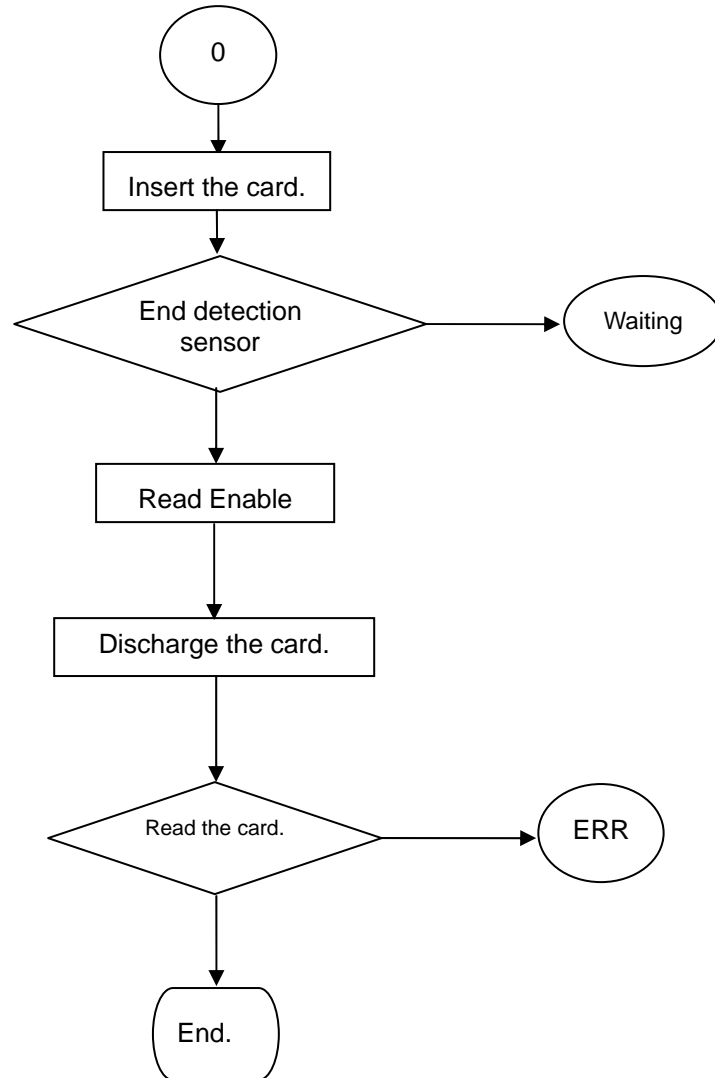 0
Insert the card.
End detection
sensor
Waiting
Read Enable
Discharge the card.
Read the card.
ERR
End.